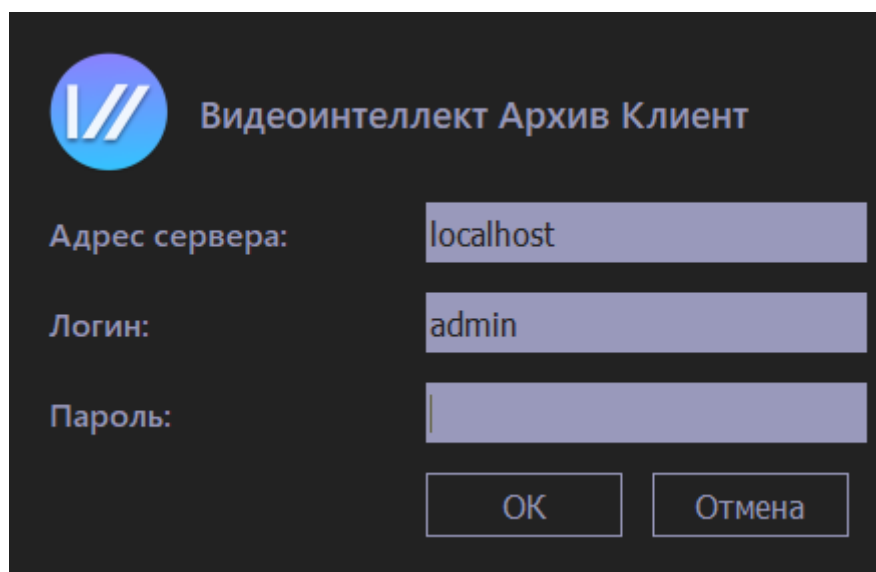 Видеоинтеллект Архив Клиент
Адрес сервера: localhost
Логин: admin
Пароль:
OK Отмена